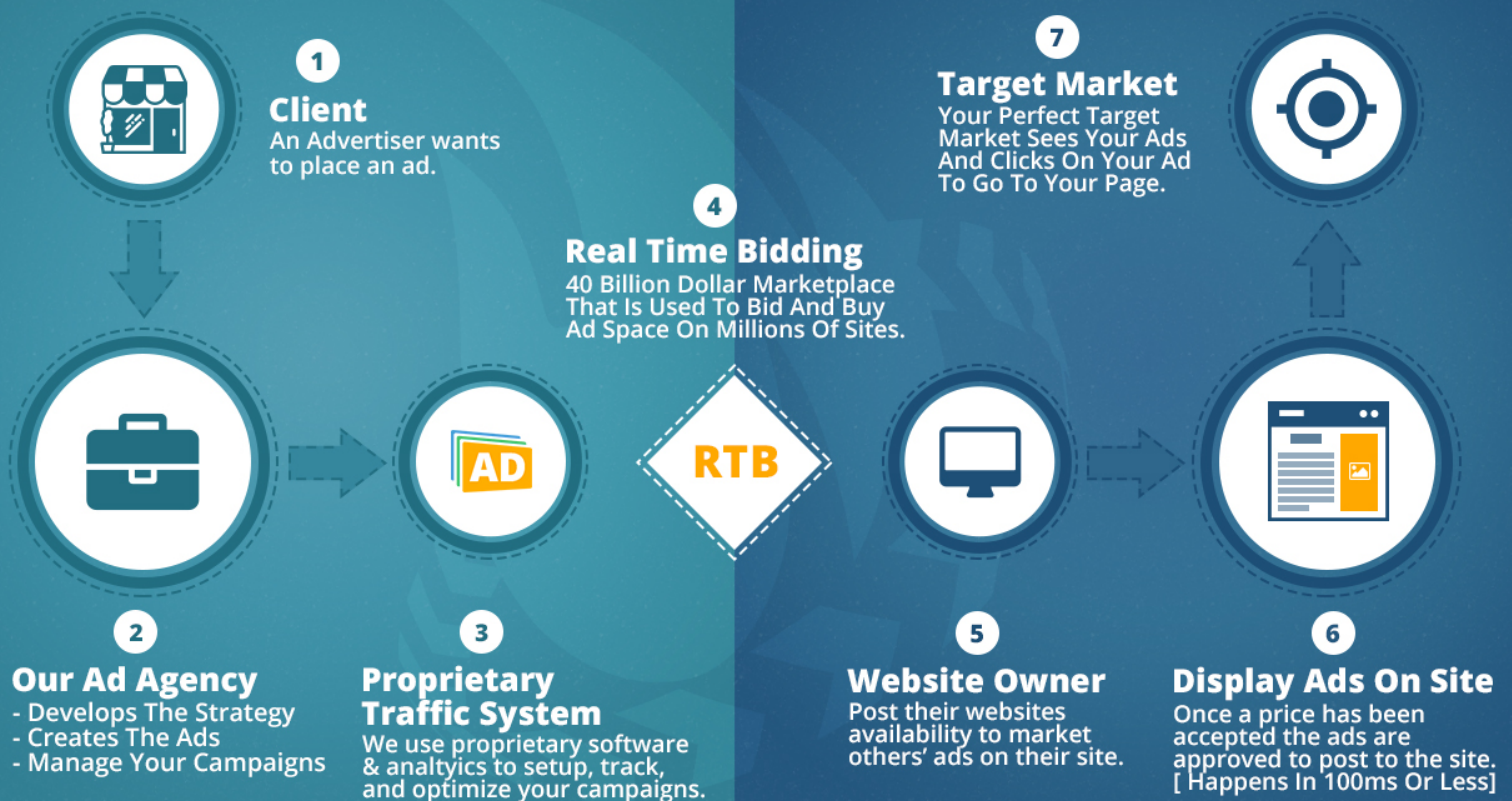 1
Client
An Advertiser wants
to place an ad.
2
Our Ad Agency
- Develops The Strategy
- Creates The Ads
- Manage Your Campaigns
AD
3
Proprietary
Traffic System
We use proprietary software
& analtyics to setup, track,
and optimize your campaigns.
4
Real Time Bidding
40 Billion Dollar Marketplace
That Is Used To Bid And Buy
Ad Space On Millions Of Sites.
RTB
5
Website Owner
Post their websites
availability to market
others’ ads on their site.
6
Display Ads On Site
Once a price has been
accepted the ads are
approved to post to the site.
[ Happens In 100ms Or Less]
7
Target Market
Your Perfect Target
Market Sees Your Ads
And Clicks On Your Ad
To Go To Your Page.